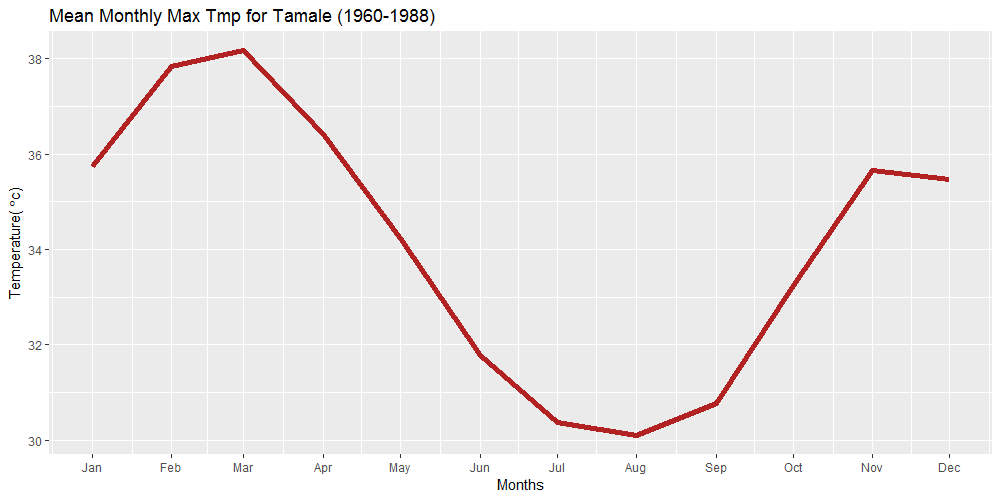 Mean Monthly Max Tmp for Tamale (1960-1988)
Temperature( °c)
38
36
34
32
30
Jan Feb Mar Apr May Jun Jul Aug Sep Oct Nov Dec
Months